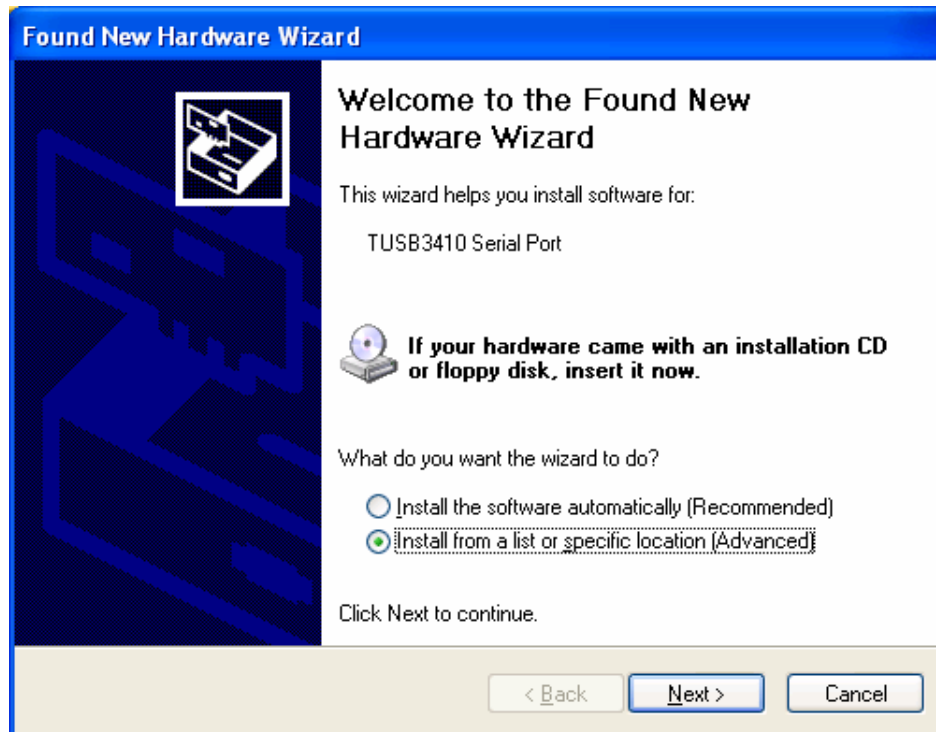 Found New Hardware Wizard
Welcome to the Found New
Hardware Wizard
This wizard helps you install software for:
TUSB3410 Serial Port
If your hardware came with an installation CD
or floppy disk, insert it now.
What do you want the wizard to do?
Install the software automatically (Recommended)
Install from a list or specific location (Advanced)
Click Next to continue.
< Back Next > Cancel